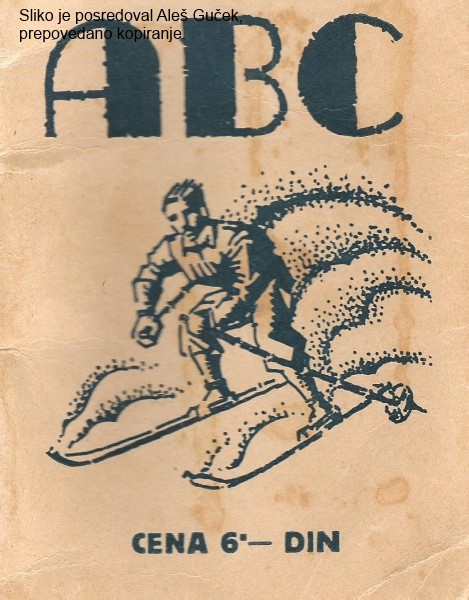 Sliko je posredoval Aleš Guček,
prepovedano kopiranje.
ABC
CENA 6·— DIN